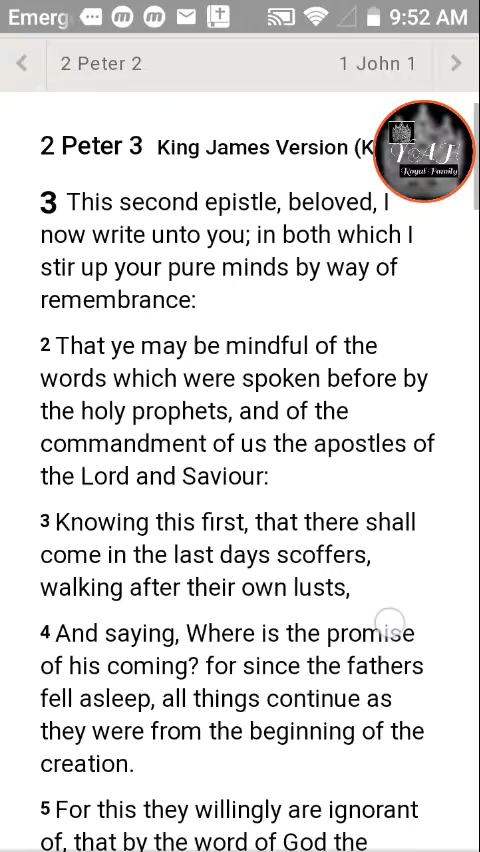 Emerg 9:52 AM
2 Peter 2 1 John 1
2 Peter 3 King James Version (K
YAH
Royal Family
3 This second epistle, beloved, I
now write unto you; in both which I
stir up your pure minds by way of
remembrance:
2 That ye may be mindful of the
words which were spoken before by
the holy prophets, and of the
commandment of us the apostles of
the Lord and Saviour:
3 Knowing this first, that there shall
come in the last days scoffers,
walking after their own lusts,
4 And saying, Where is the promise
of his coming? for since the fathers
fell asleep, all things continue as
they were from the beginning of the
creation.
5 For this they willingly are ignorant
of, that by the word of God the